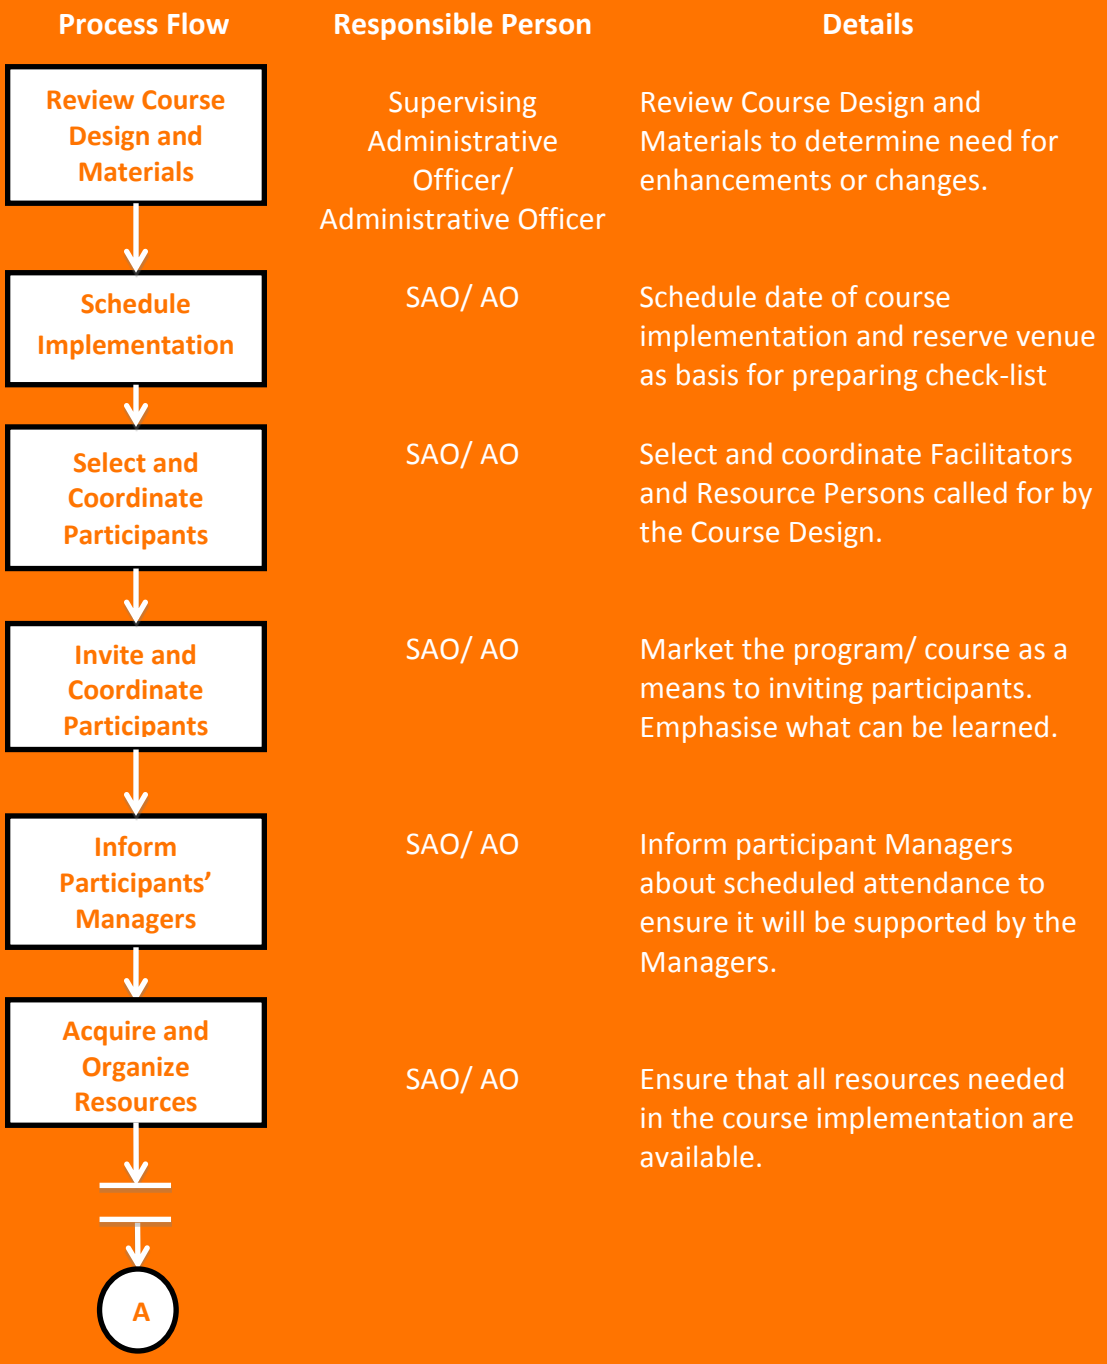 Process Flow Responsible Person Details
Review Course
Design and
Materials
Supervising
Administrative
Officer/
Administrative Officer
Review Course Design and
Materials to determine need for
enhancements or changes.
Schedule
Implementation
SAO/ AO
Schedule date of course
implementation and reserve venue
as basis for preparing check-list
Select and
Coordinate
Participants
SAO/ AO
Select and coordinate Facilitators
and Resource Persons called for by
the Course Design.
Invite and
Coordinate
Participants
SAO/ AO
Market the program/ course as a
means to inviting participants.
Emphasise what can be learned.
Inform
Participants’
Managers
SAO/ AO
Inform participant Managers
about scheduled attendance to
ensure it will be supported by the
Managers.
Acquire and
Organize
Resources
SAO/ AO
Ensure that all resources needed
in the course implementation are
available.
A